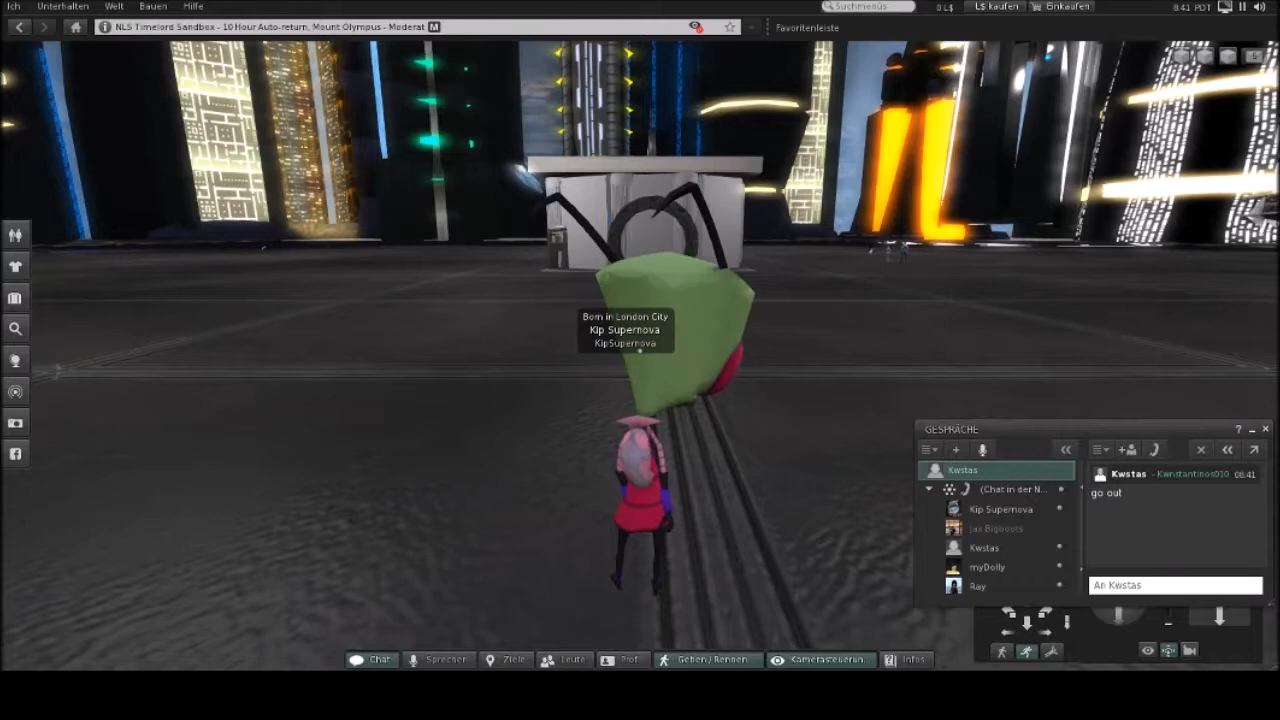 Ich Unterhalten Welt Bauen Hilfe
Suchmenüs
0 L$
L$ kaufen
Einkaufen
8:41 PDT
NLS Timelord Sandbox - 10 Hour Auto-return, Mount Olympus - Moderat M
Favoritenleiste
Born in London City
Kip Supernova
KipSupernova
GESPRÄCHE
Kwstas
(Chat in der N...
Kip Supernova
Jax Bigboots
Kwstas
myDolly
Ray
Kwstas - Kwnstantinos010 08:41
go out
An Kwstas
Chat
Sprechen
Ziele
Leute
Prof
Gehen / Rennen
Kamerasteuerun
Infos